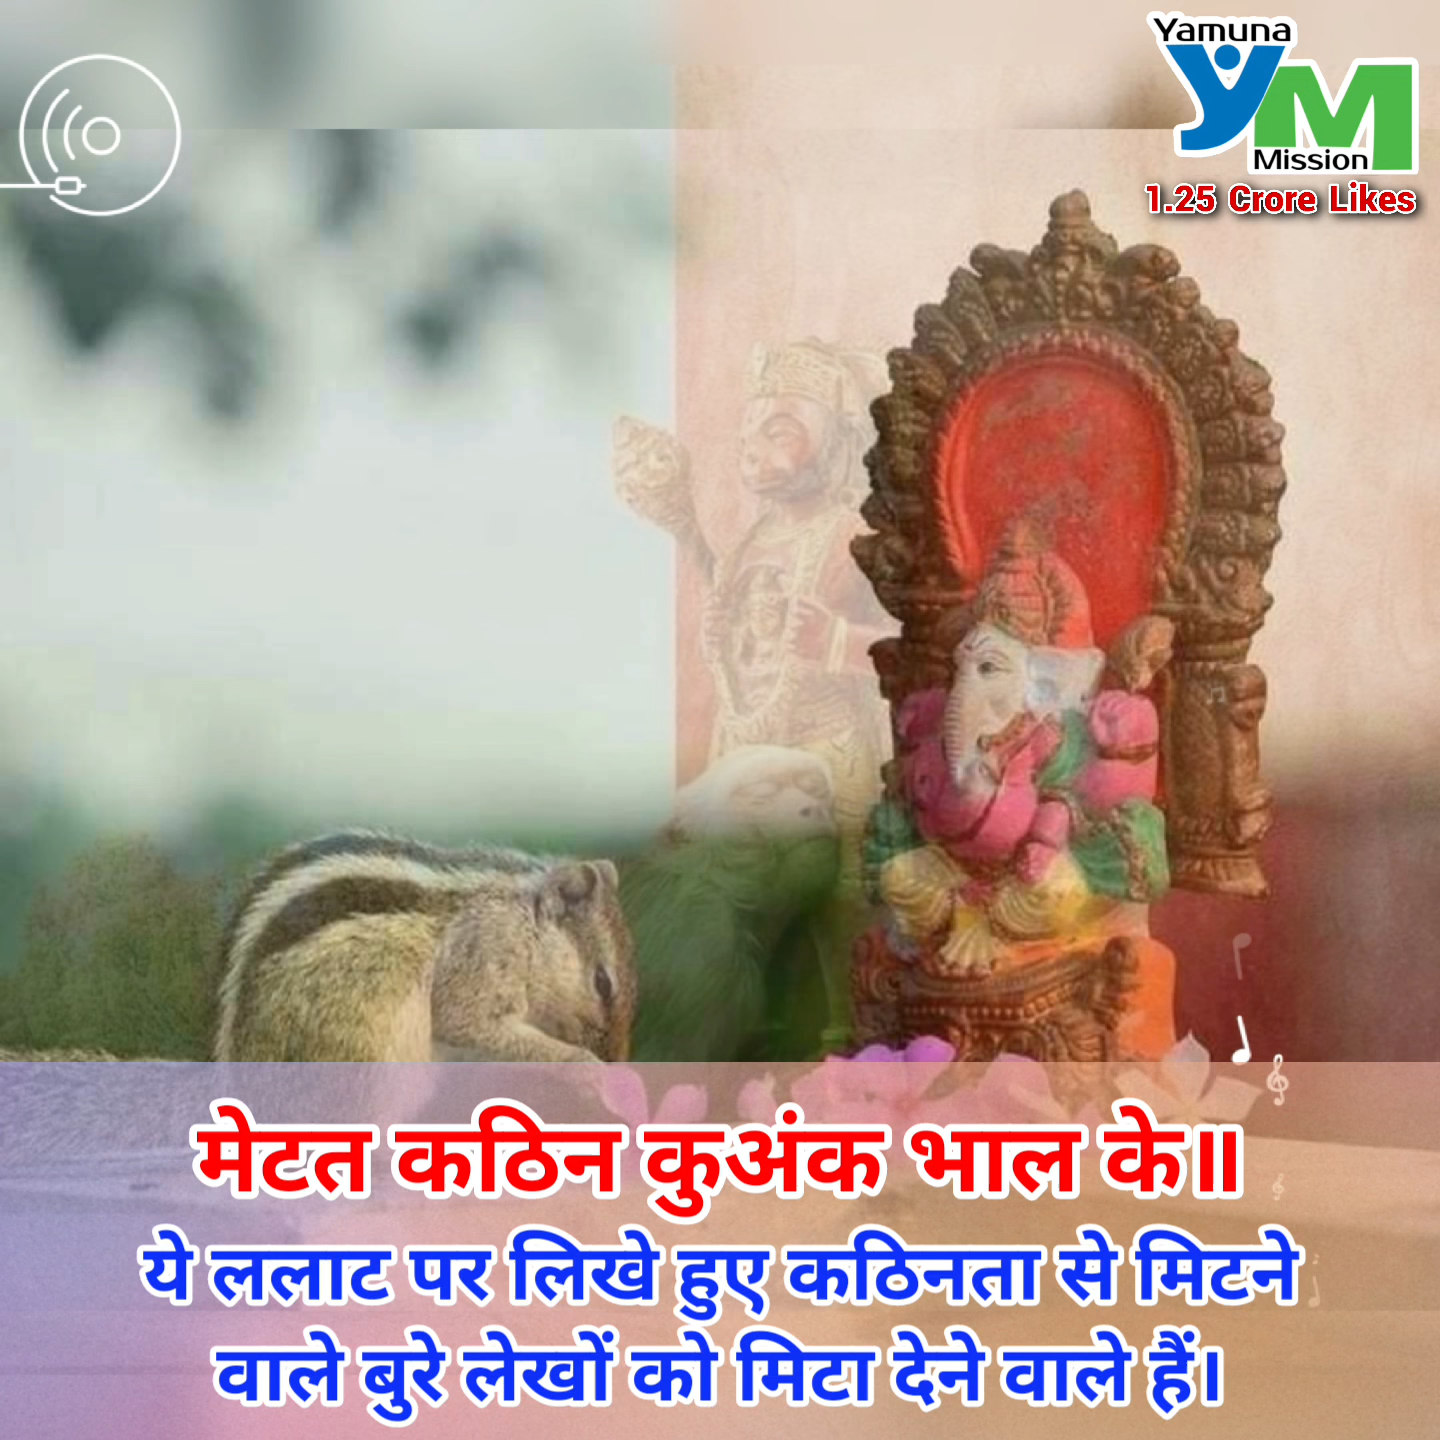 Yamuna
YM
Mission
1.25 Crore Likes
मेटत कठिन कुअंक भाल के॥
ये ललाट पर लिखे हुए कठिनता से मिटने
वाले बुरे लेखों को मिटा देने वाले हैं।